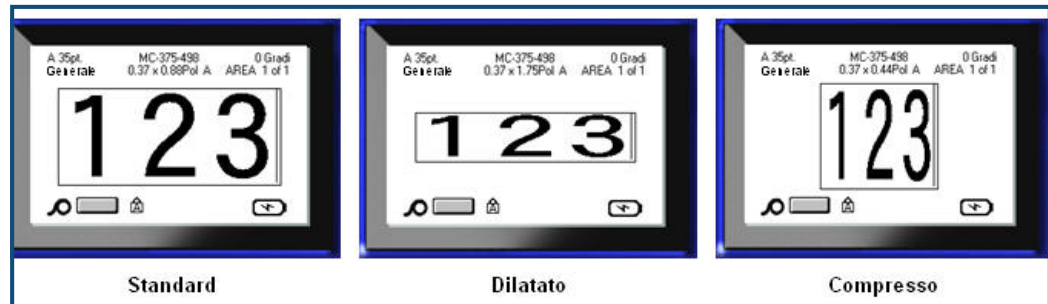 A 35pt. MC-375-498 0 Gradi
Generale 0.37 x 0.88Pol A AREA 1 of 1
123
A
Standard
A 35pt. MC-375-498 0 Gradi
Generale 0.37 x 1.75Pol A AREA 1 of 1
123
A
Dilatato
A 35pt. MC-375-498 0 Gradi
Generale 0.37 x 0.44Pol A AREA 1 of 1
123
A
Compresso